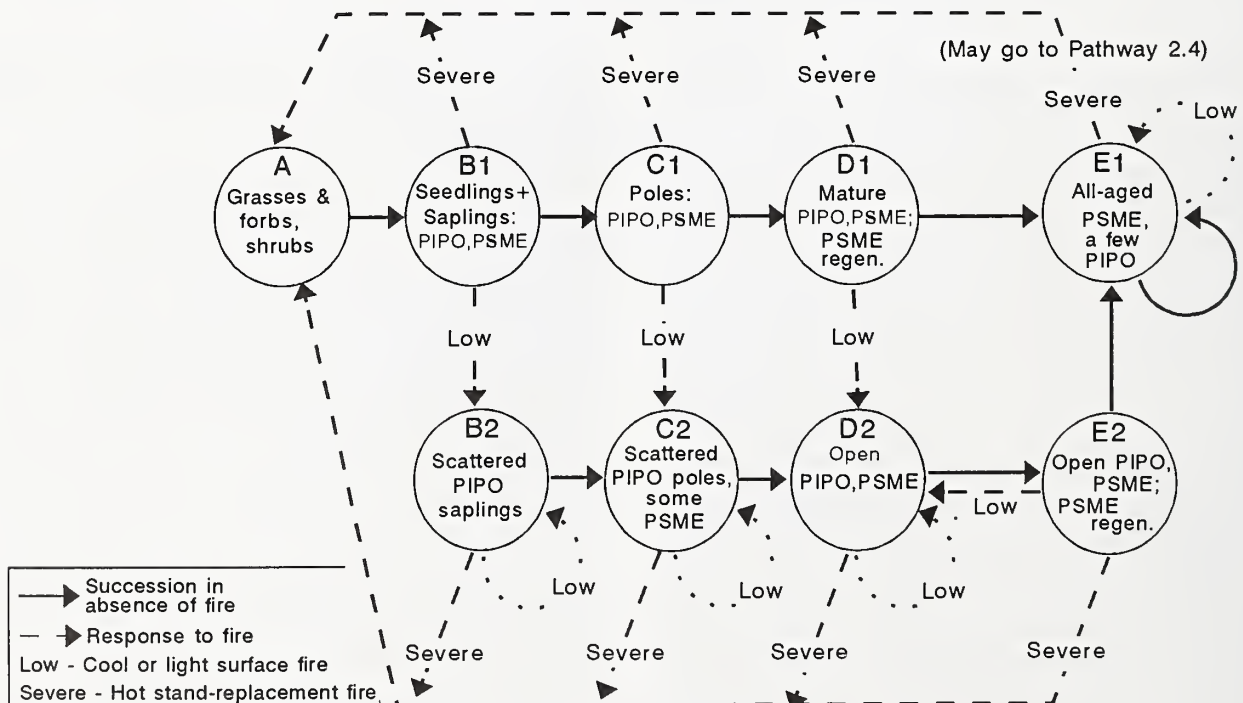 (May go to Pathway 2.4)
Severe
Severe
Severe
Severe
Low
A
Grasses &
forbs,
shrubs
B1
Seedlings+
Saplings:
PIPO,PSME
C1
Poles:
PIPO,PSME
D1
Mature
PIPO,PSME;
PSME
regen.
E1
All-aged
PSME,
a few
PIPO
Low
Low
Low
B2
Scattered
PIPO
saplings
C2
Scattered
PIPO poles,
some
PSME
D2
Open
PIPO,PSME
E2
Open PIPO,
PSME;
PSME
regen.
Low
Low
Low
Low
Severe
Severe
Severe
Severe
Succession in
absence of fire
Response to fire
Low - Cool or light surface fire
Severe - Hot stand-replacement fire